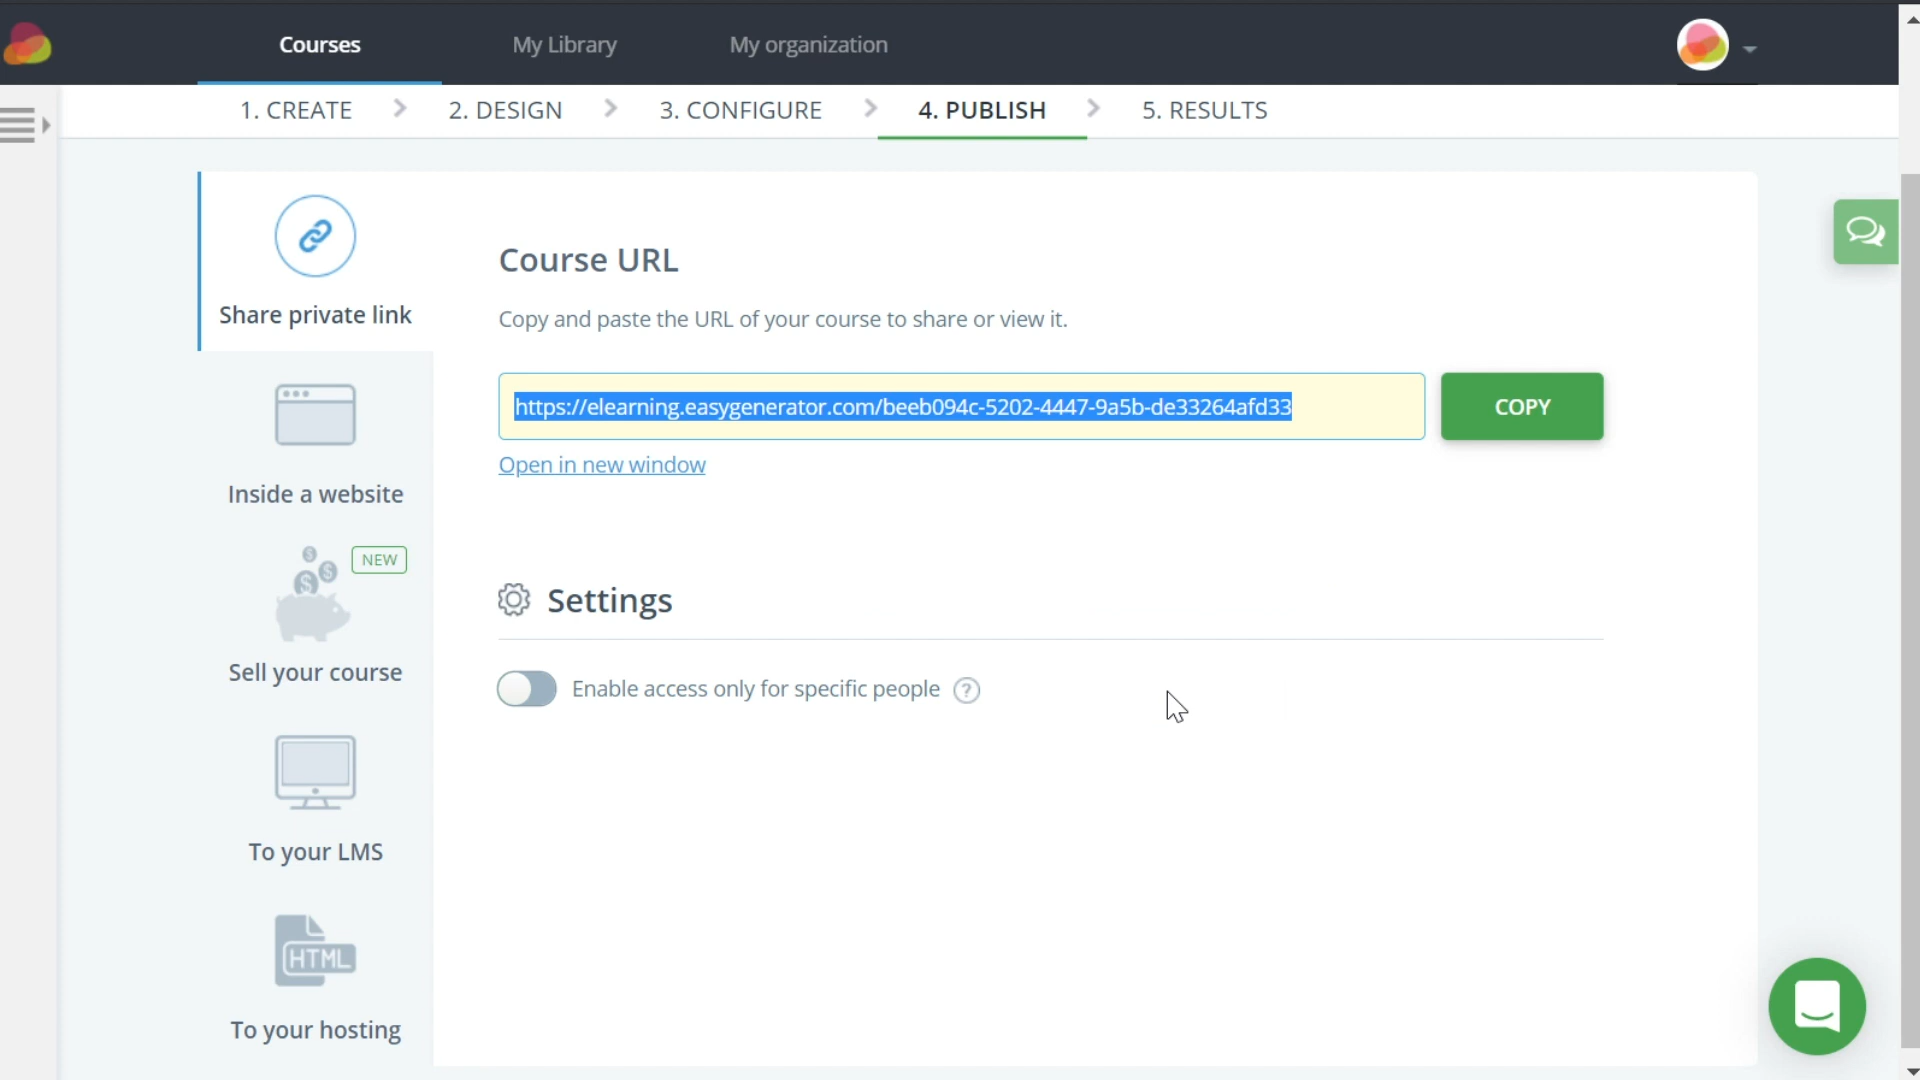 Courses
My Library
My organization
1. CREATE
2. DESIGN
3. CONFIGURE
4. PUBLISH
5. RESULTS
Share private link
Course URL
Copy and paste the URL of your course to share or view it.
https://elearning.easygenerator.com/beeb094c-5202-4447-9a5b-de33264afd33
COPY
Open in new window
Inside a website
NEW
Sell your course
Settings
Enable access only for specific people ?
To your LMS
HTML
To your hosting